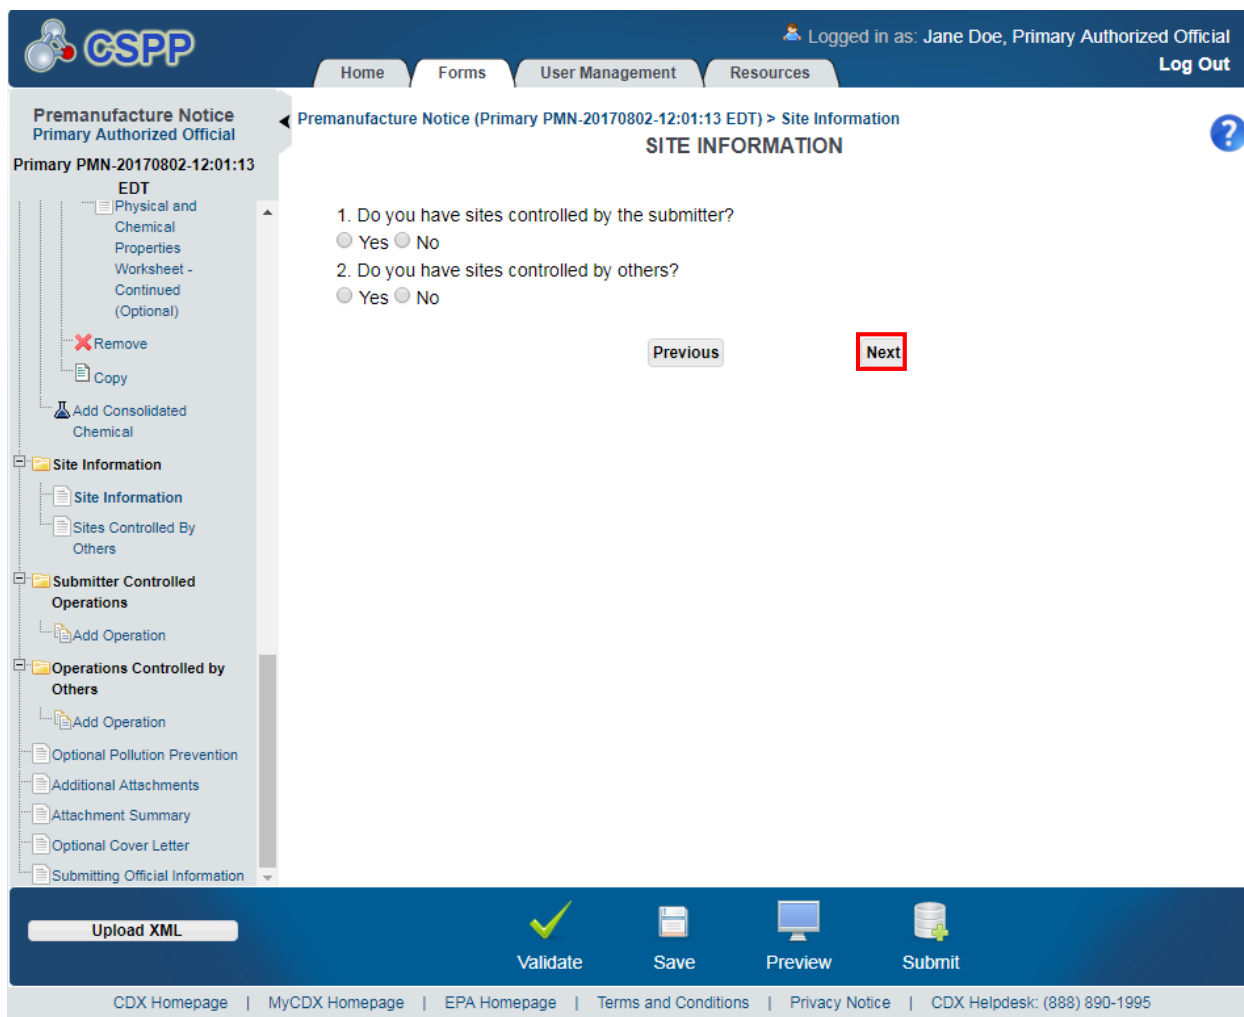 CSPP
Logged in as: Jane Doe, Primary Authorized Official
Log Out
Home
Forms
User Management
Resources
Premanufacture Notice
Primary Authorized Official
Primary PMN-20170802-12:01:13
EDT
Physical and
Chemical
Properties
Worksheet -
Continued
(Optional)
Remove
Copy
Add Consolidated
Chemical
Site Information
Site Information
Sites Controlled By
Others
Submitter Controlled
Operations
Add Operation
Operations Controlled by
Others
Add Operation
Optional Pollution Prevention
Additional Attachments
Attachment Summary
Optional Cover Letter
Submitting Official Information
Premanufacture Notice (Primary PMN-20170802-12:01:13 EDT) > Site Information
SITE INFORMATION
?
1. Do you have sites controlled by the submitter?
Yes No
2. Do you have sites controlled by others?
Yes No
Previous
Next
Upload XML
Validate
Save
Preview
Submit
CDX Homepage | MyCDX Homepage | EPA Homepage | Terms and Conditions | Privacy Notice | CDX Helpdesk: (888) 890-1995